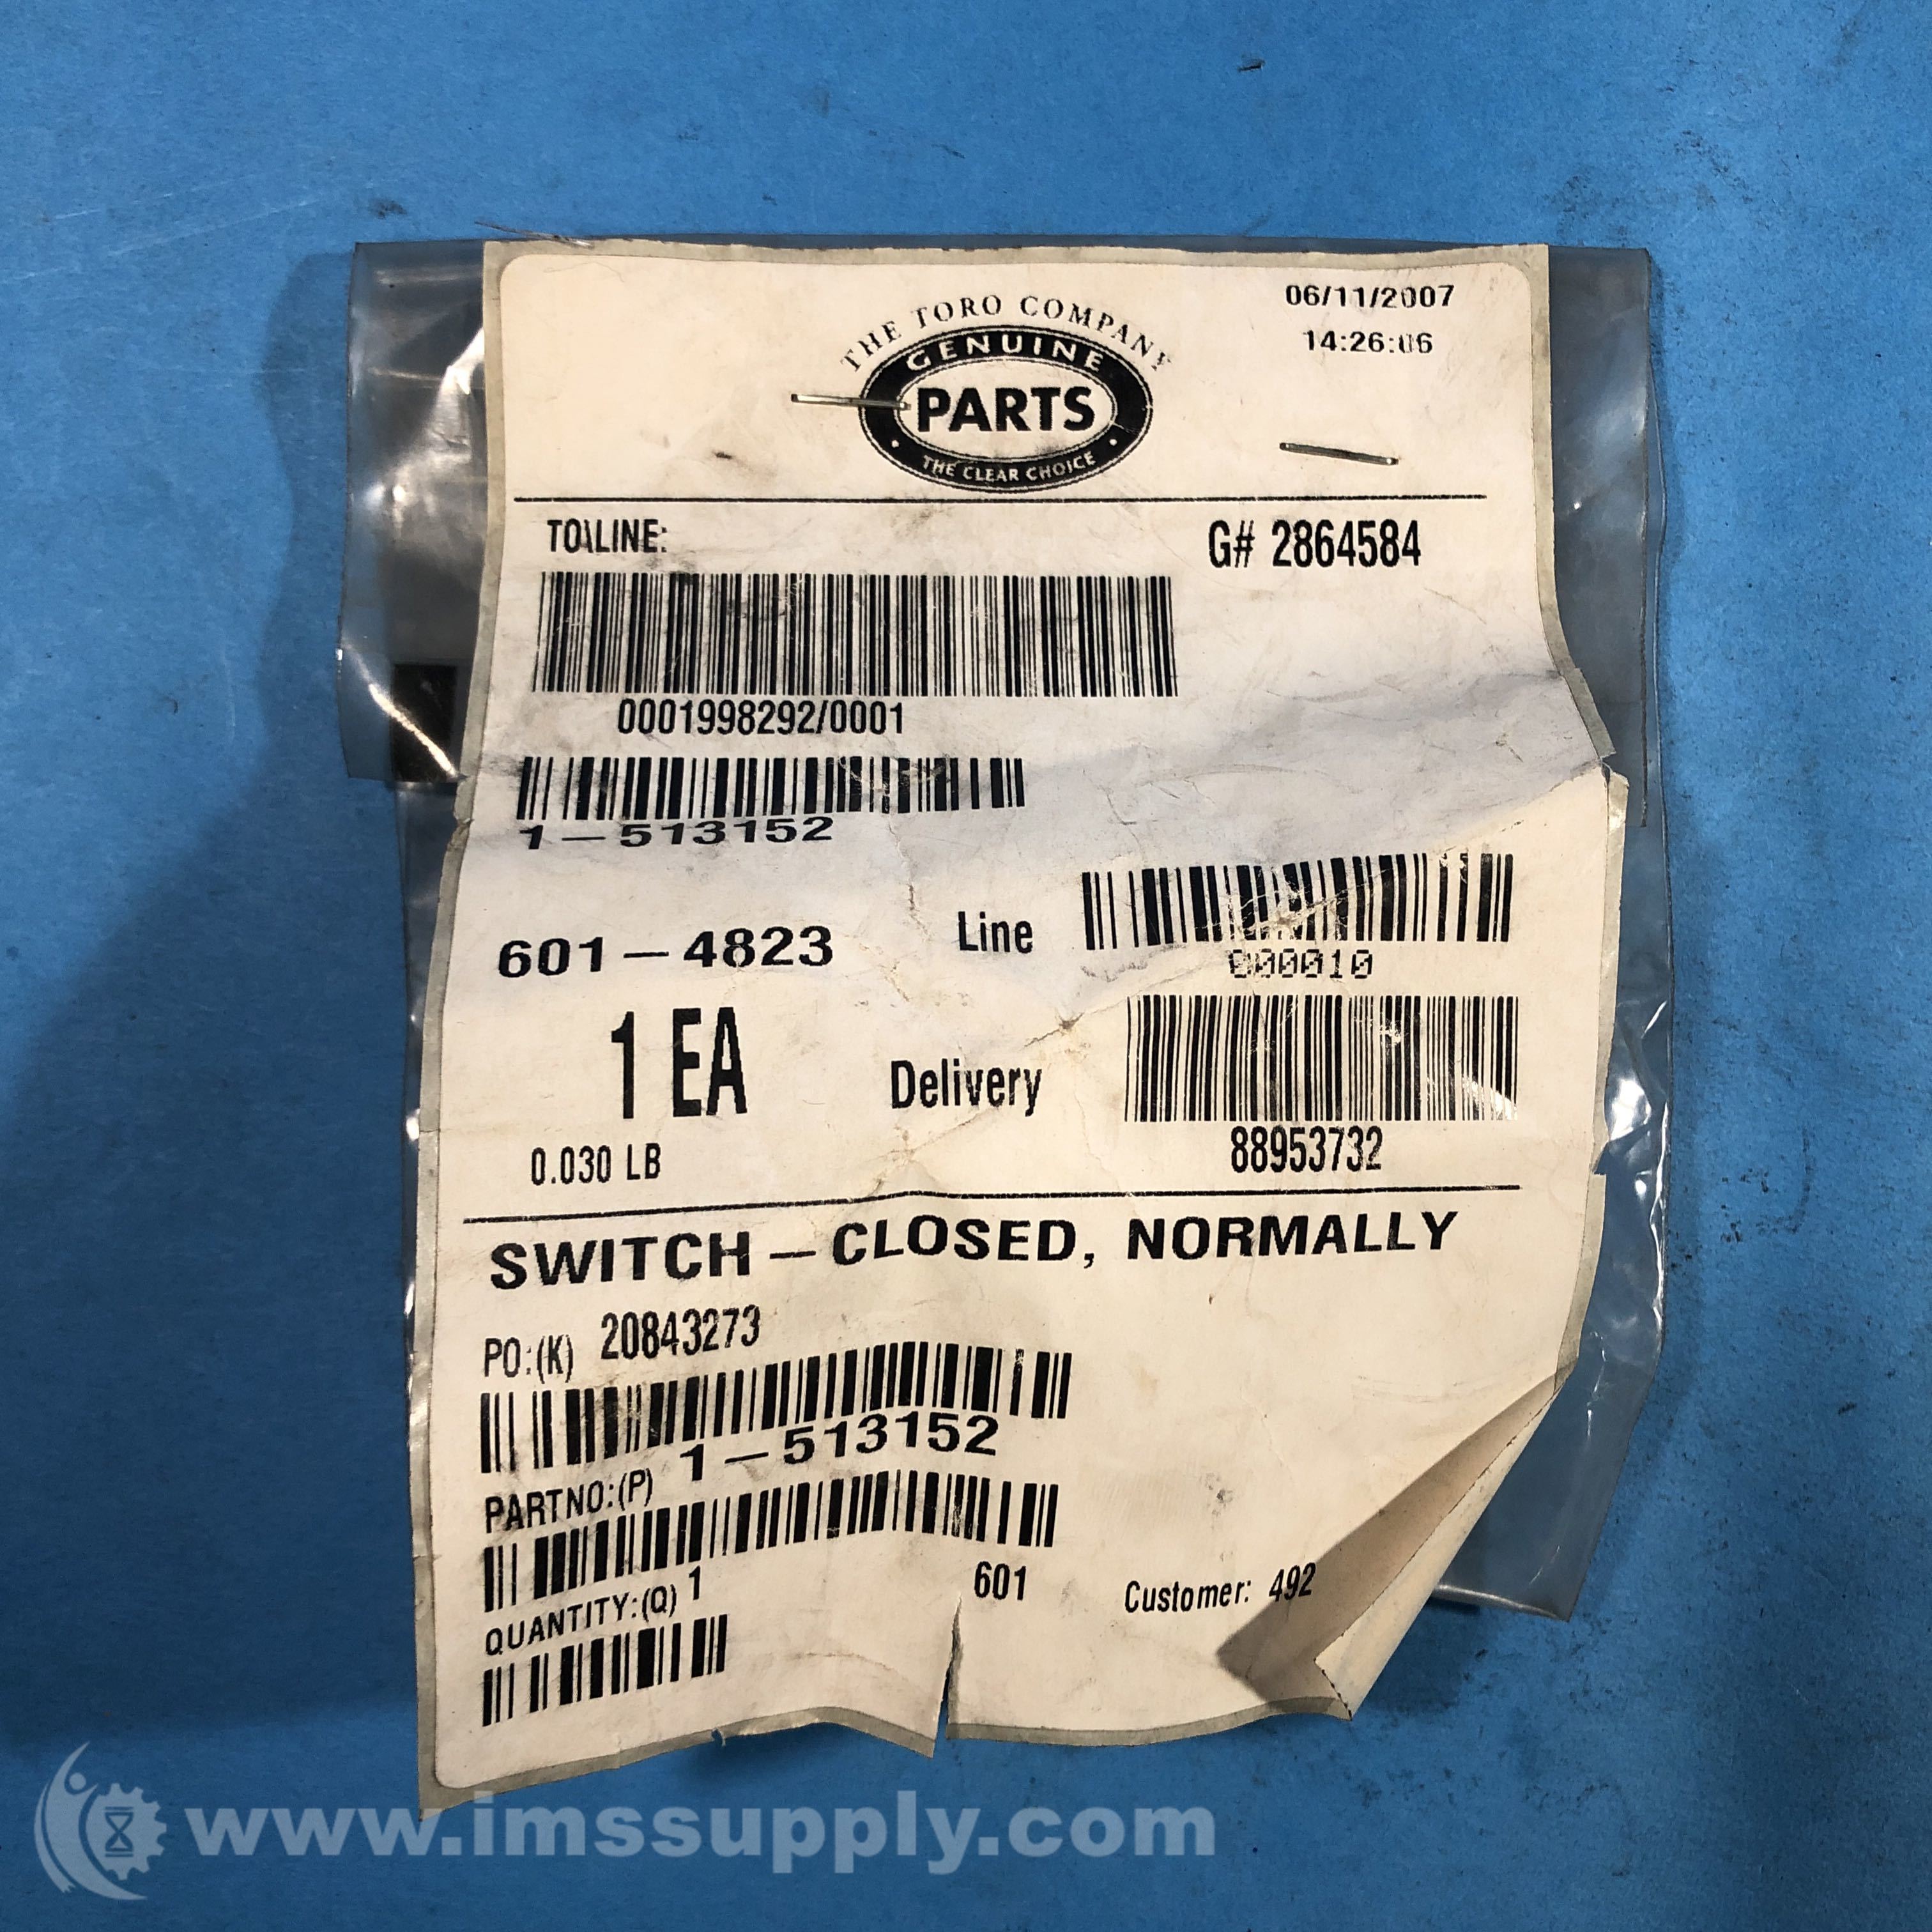 THE TORO COMPANY
GENUINE
PARTS
THE CLEAR CHOICE
06/11/2007
14:26:06
TO\LINE:
G# 2864584
0001998292/0001
1-513152
601-4823
Line
000010
1 EA
Delivery
0.030 LB
88953732
SWITCH-CLOSED, NORMALLY
PO:(K) 20843273
PARTNO:(P) 1-513152
QUANTITY:(Q) 1
601
Customer: 492
www.imssupply.com